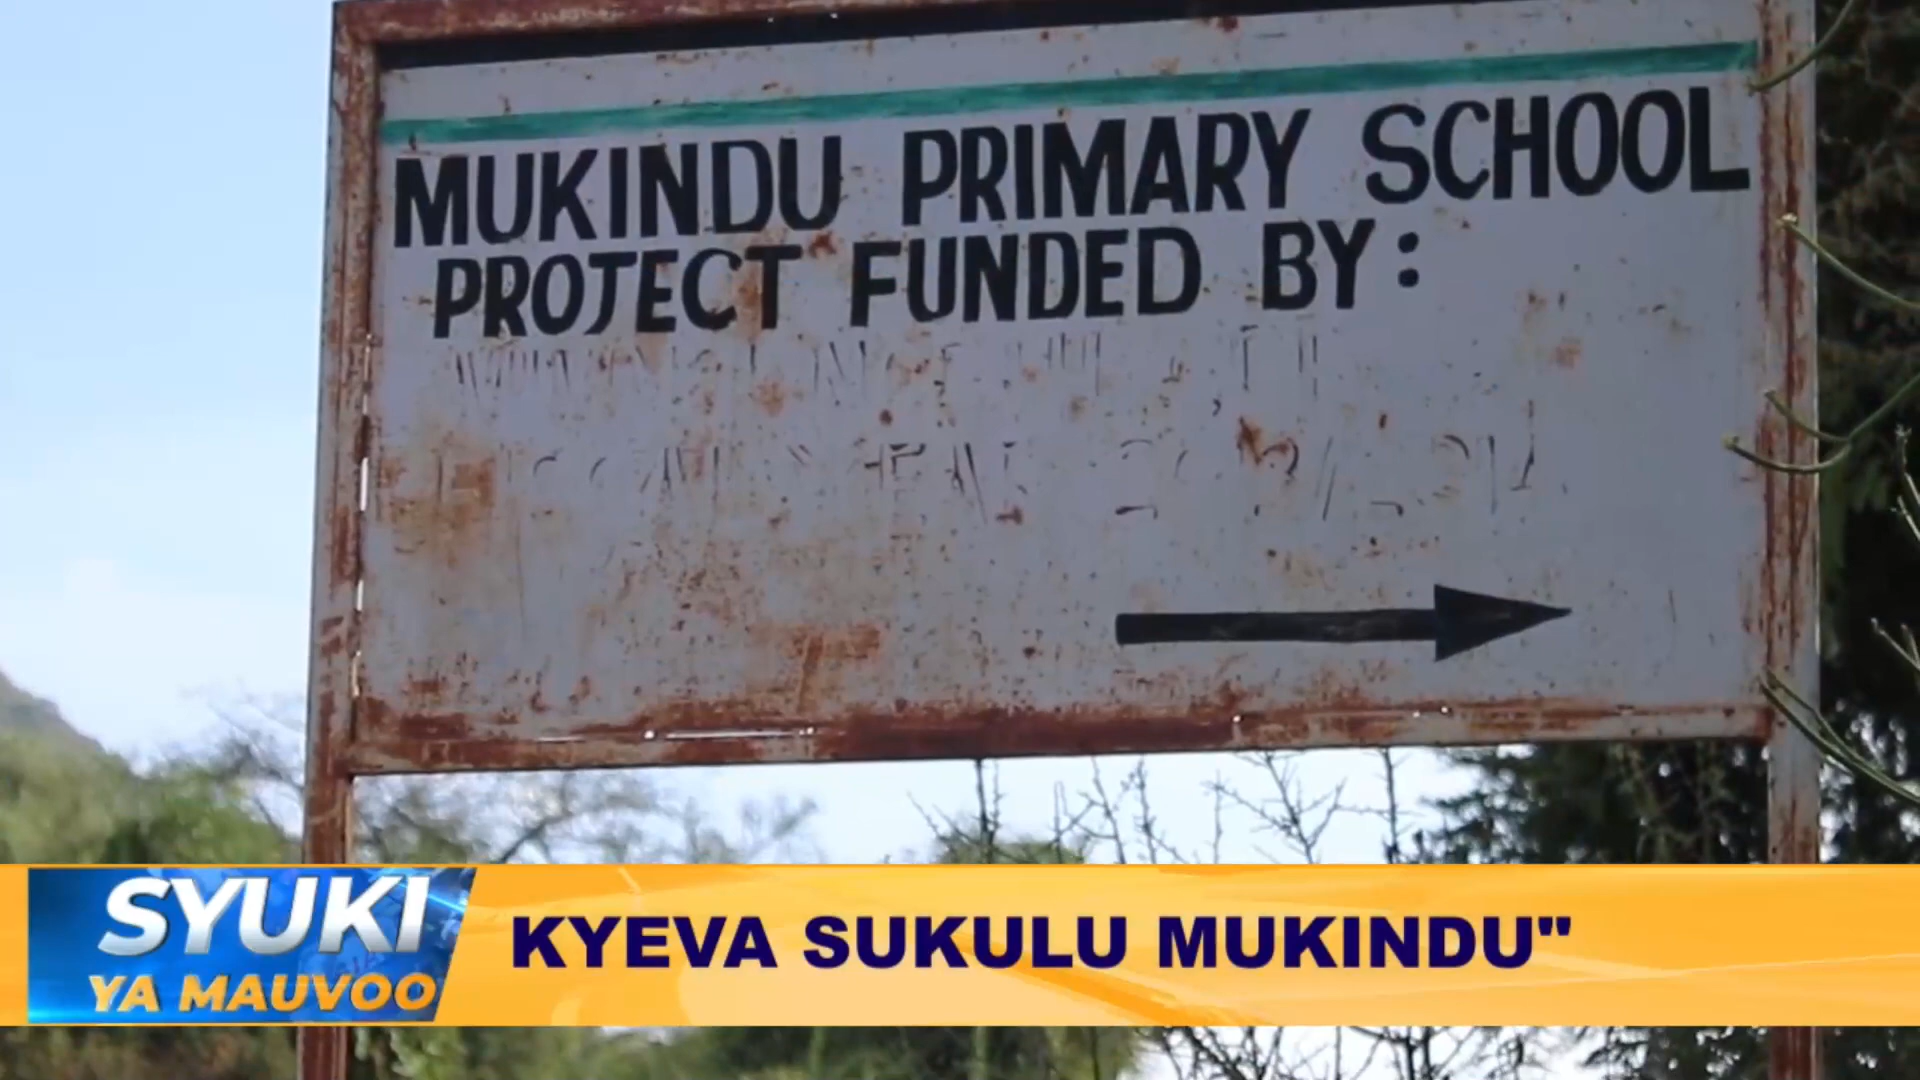 MUKINDU PRIMARY SCHOOL
PROJECT FUNDED BY:
SYUKI
YA MAUVOO
KYEVA SUKULU MUKINDU"